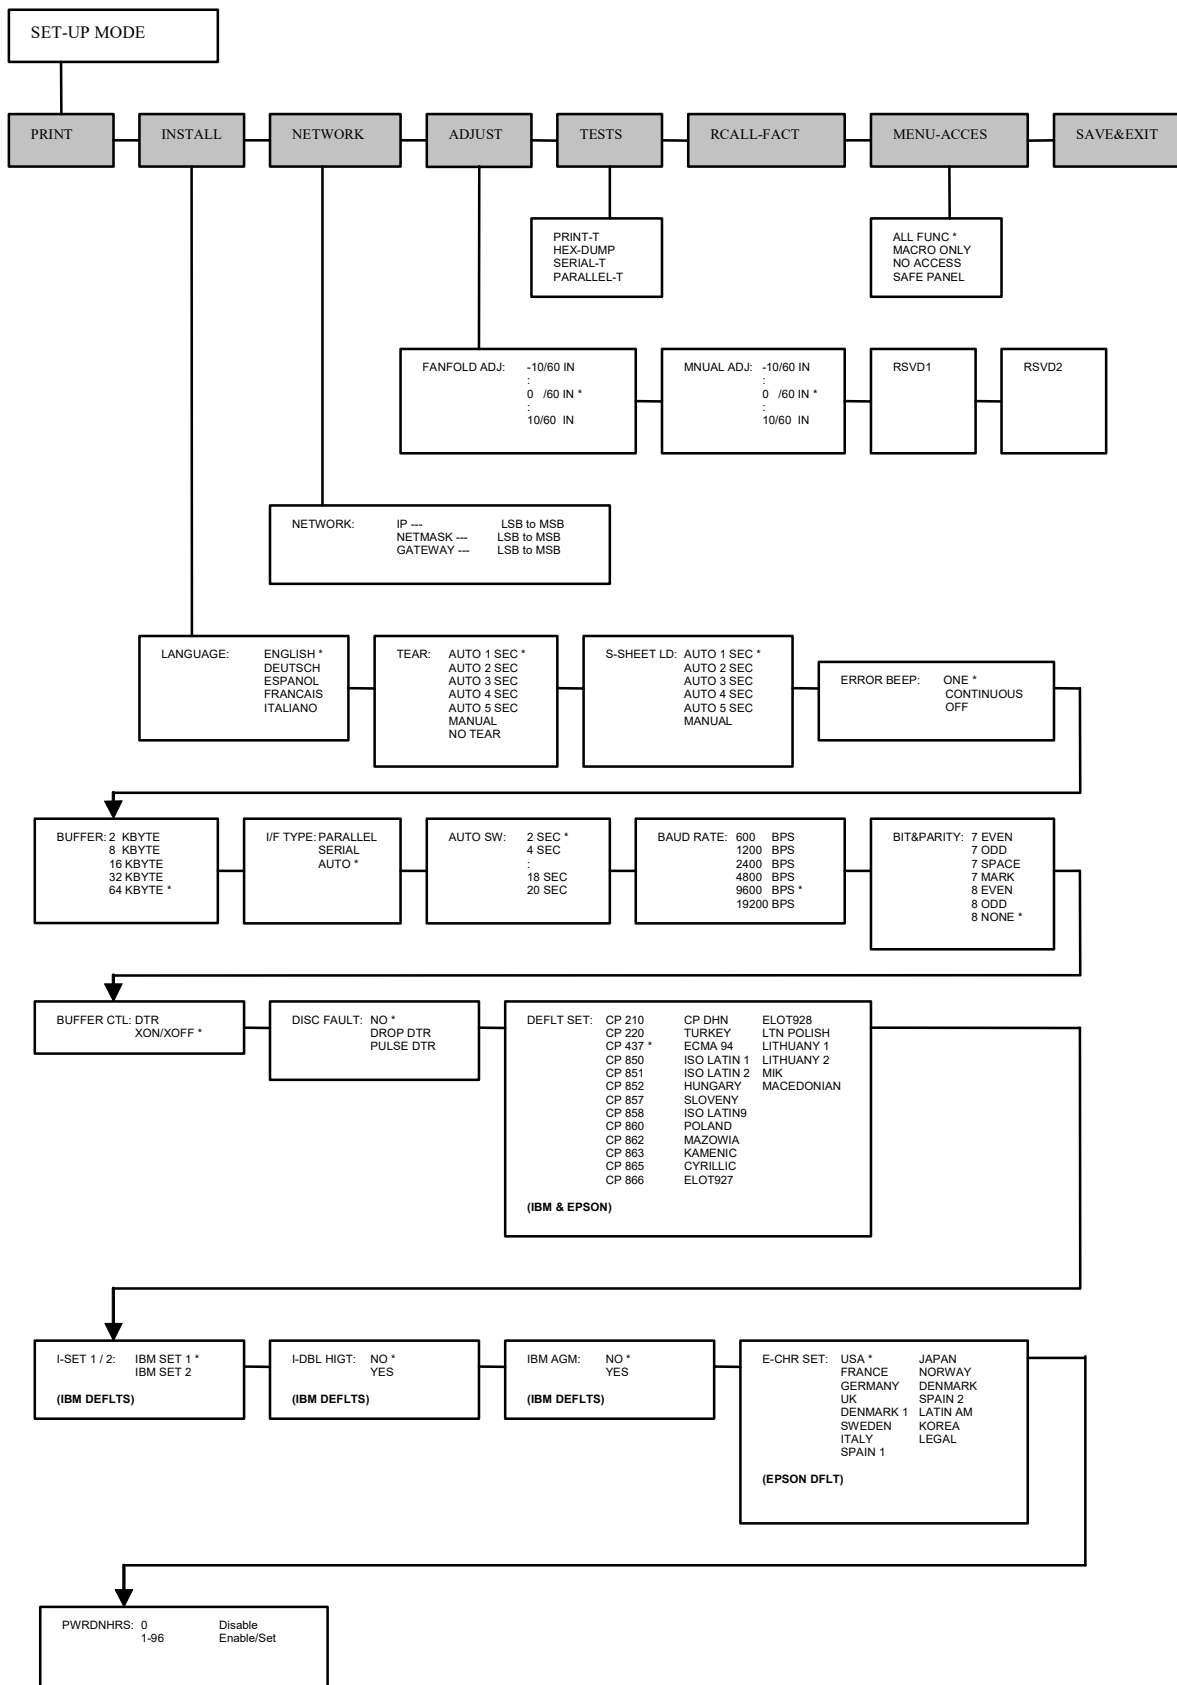 SET-UP MODE
PRINT
INSTALL
NETWORK
ADJUST
TESTS
RCALL-FACT
MENU-ACCES
SAVE&EXIT
PRINT-T
HEX-DUMP
SERIAL-T
PARALLEL-T
ALL FUNC *
MACRO ONLY
NO ACCESS
SAFE PANEL
FANFOLD ADJ: -10/60 IN
:
0 /60 IN *
:
10/60 IN
MNUAL ADJ: -10/60 IN
:
0 /60 IN *
:
10/60 IN
RSVD1
RSVD2
NETWORK: IP --- LSB to MSB
NETMASK --- LSB to MSB
GATEWAY --- LSB to MSB
LANGUAGE: ENGLISH *
DEUTSCH
ESPANOL
FRANCAIS
ITALIANO
TEAR: AUTO 1 SEC *
AUTO 2 SEC
AUTO 3 SEC
AUTO 4 SEC
AUTO 5 SEC
MANUAL
NO TEAR
S-SHEET LD: AUTO 1 SEC *
AUTO 2 SEC
AUTO 3 SEC
AUTO 4 SEC
AUTO 5 SEC
MANUAL
ERROR BEEP: ONE *
CONTINUOUS
OFF
BUFFER: 2 KBYTE
8 KBYTE
16 KBYTE
32 KBYTE
64 KBYTE *
I/F TYPE: PARALLEL
SERIAL
AUTO *
AUTO SW: 2 SEC *
4 SEC
:
18 SEC
20 SEC
BAUD RATE: 600 BPS
1200 BPS
2400 BPS
4800 BPS
9600 BPS *
19200 BPS
BIT&PARITY: 7 EVEN
7 ODD
7 SPACE
7 MARK
8 EVEN
8 ODD
8 NONE *
BUFFER CTL: DTR
XON/XOFF *
DISC FAULT: NO *
DROP DTR
PULSE DTR
DEFLT SET: CP 210 CP DHN ELOT928
CP 220 TURKEY LTN POLISH
CP 437 * ECMA 94 LITHUANY 1
CP 850 ISO LATIN 1 LITHUANY 2
CP 851 ISO LATIN 2 MIK
CP 852 HUNGARY MACEDONIAN
CP 857 SLOVENY
CP 858 ISO LATIN9
CP 860 POLAND
CP 862 MAZOWIA
CP 863 KAMENIC
CP 865 CYRILLIC
CP 866 ELOT927
(IBM & EPSON)
I-SET 1 / 2: IBM SET 1 *
IBM SET 2
(IBM DEFLTS)
I-DBL HIGT: NO *
YES
(IBM DEFLTS)
IBM AGM: NO *
YES
(IBM DEFLTS)
E-CHR SET: USA * JAPAN
FRANCE NORWAY
GERMANY DENMARK
UK SPAIN 2
DENMARK 1 LATIN AM
SWEDEN KOREA
ITALY LEGAL
SPAIN 1
(EPSON DFLT)
PWRDNHRS: 0 Disable
1-96 Enable/Set